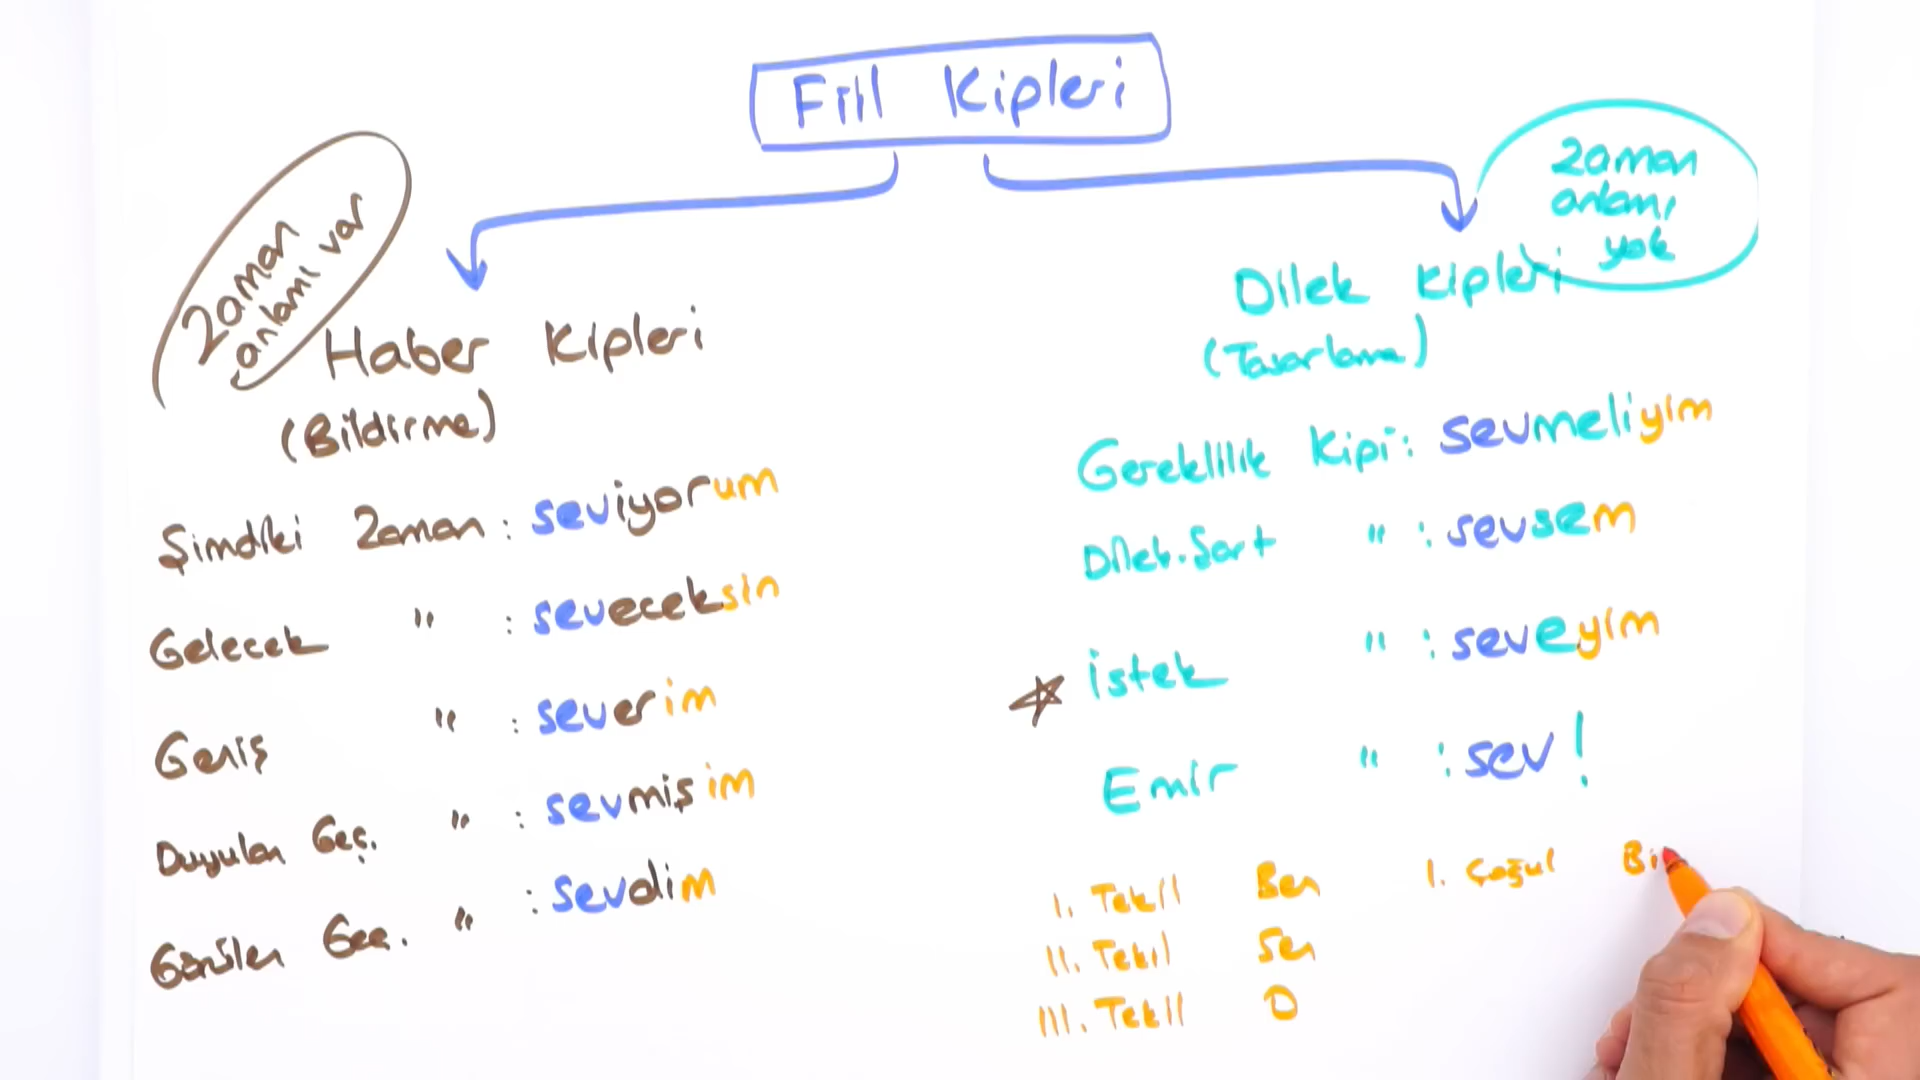 Fiil Kipleri
Zaman
anlamı var
Haber Kipleri
(Bildirme)
Şimdiki Zaman : seviyorum
Gelecek " : seveceksin
Geniş " : severim
Duyulan Geç. " : sevmişim
Görülen Geç. " : sevdim
Zaman
anlamı
yok
Dilek Kipleri
(Tasarlama)
Gereklilik Kipi : sevmeliyim
Dilek-Şart " : sevsem
İstek " : seveyim
Emir " : sev!
I. Tekil Ben
II. Tekil Sen
III. Tekil O
I. Çoğul Bi